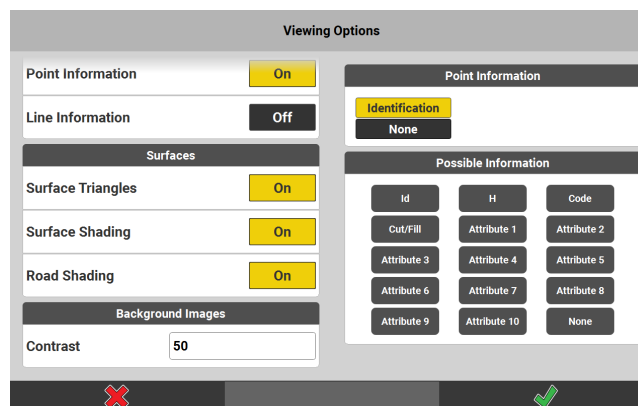 Viewing Options
Point Information On
Line Information Off
Surfaces
Surface Triangles On
Surface Shading On
Road Shading On
Background Images
Contrast 50
Point Information
Identification
None
Possible Information
Id H Code
Cut/Fill Attribute 1 Attribute 2
Attribute 3 Attribute 4 Attribute 5
Attribute 6 Attribute 7 Attribute 8
Attribute 9 Attribute 10 None